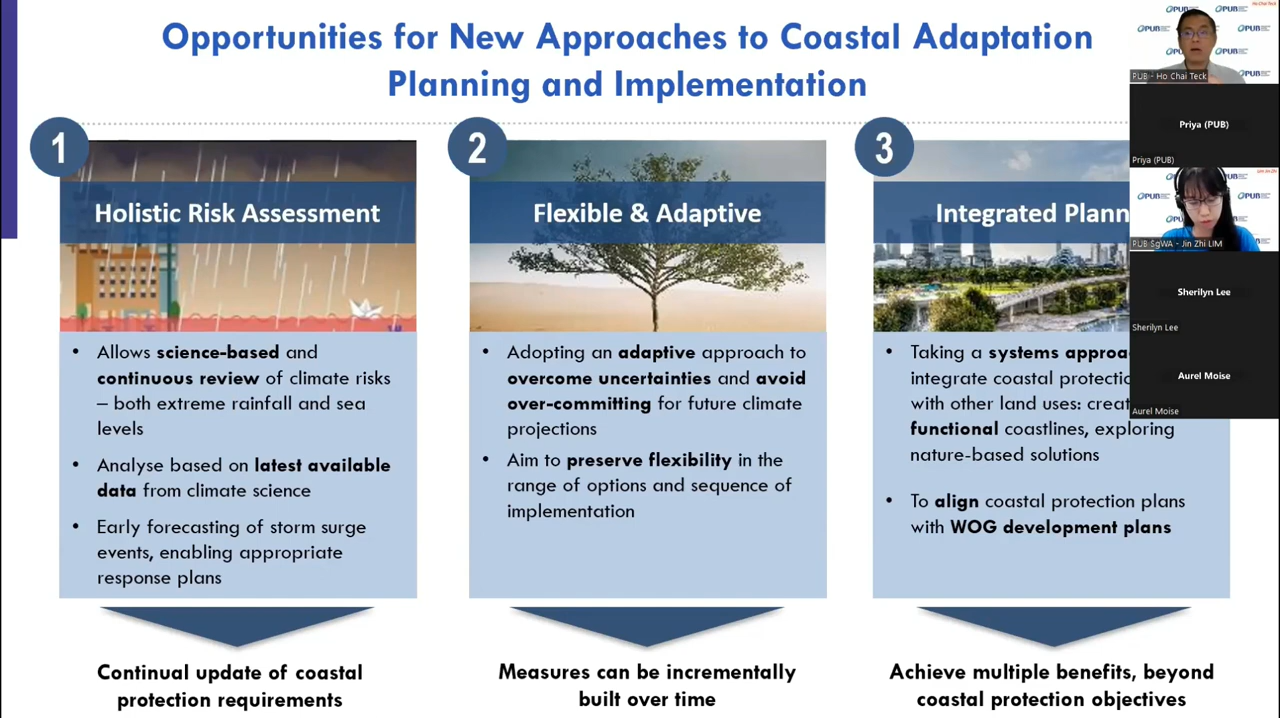 Opportunities for New Approaches to Coastal Adaptation
Planning and Implementation
1
Holistic Risk Assessment
• Allows science-based and
continuous review of climate risks
– both extreme rainfall and sea
levels
• Analyse based on latest available
data from climate science
• Early forecasting of storm surge
events, enabling appropriate
response plans
Continual update of coastal
protection requirements
2
Flexible & Adaptive
• Adopting an adaptive approach to
overcome uncertainties and avoid
over-committing for future climate
projections
• Aim to preserve flexibility in the
range of options and sequence of
implementation
Measures can be incrementally
built over time
3
Integrated Plann
• Taking a systems approa
integrate coastal protectio
with other land uses: creat
functional coastlines, exploring
nature-based solutions
• To align coastal protection plans
with WOG development plans
Achieve multiple benefits, beyond
coastal protection objectives
Ho Chai Teck
PUB
PUB - Ho Chai Teck
Priya (PUB)
Priya (PUB)
PUB
PUB SgWA - Jin Zhi LIM
Sherilyn Lee
Sherilyn Lee
Aurel Moise
Aurel Moise